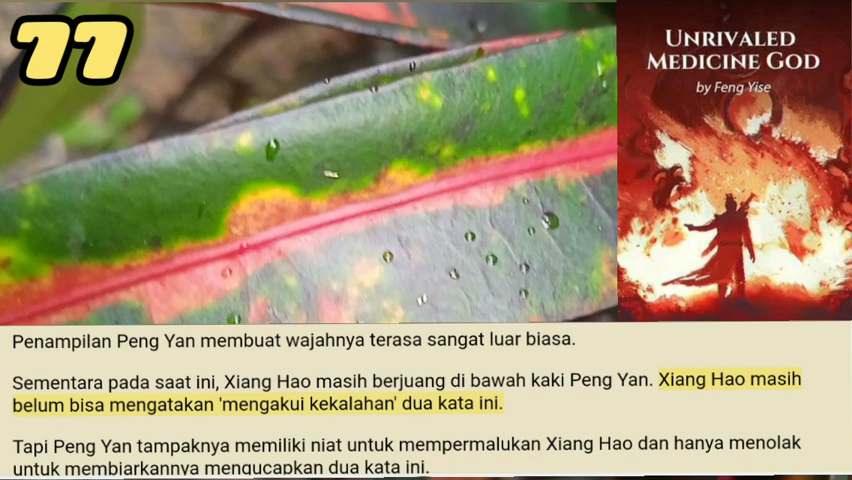 77
UNRIVALED
MEDICINE GOD
by Feng Yise
Penampilan Peng Yan membuat wajahnya terasa sangat luar biasa.
Sementara pada saat ini, Xiang Hao masih berjuang di bawah kaki Peng Yan. Xiang Hao masih
belum bisa mengatakan 'mengakui kekalahan' dua kata ini.
Tapi Peng Yan tampaknya memiliki niat untuk mempermalukan Xiang Hao dan hanya menolak
untuk membiarkannya mengucapkan dua kata ini.